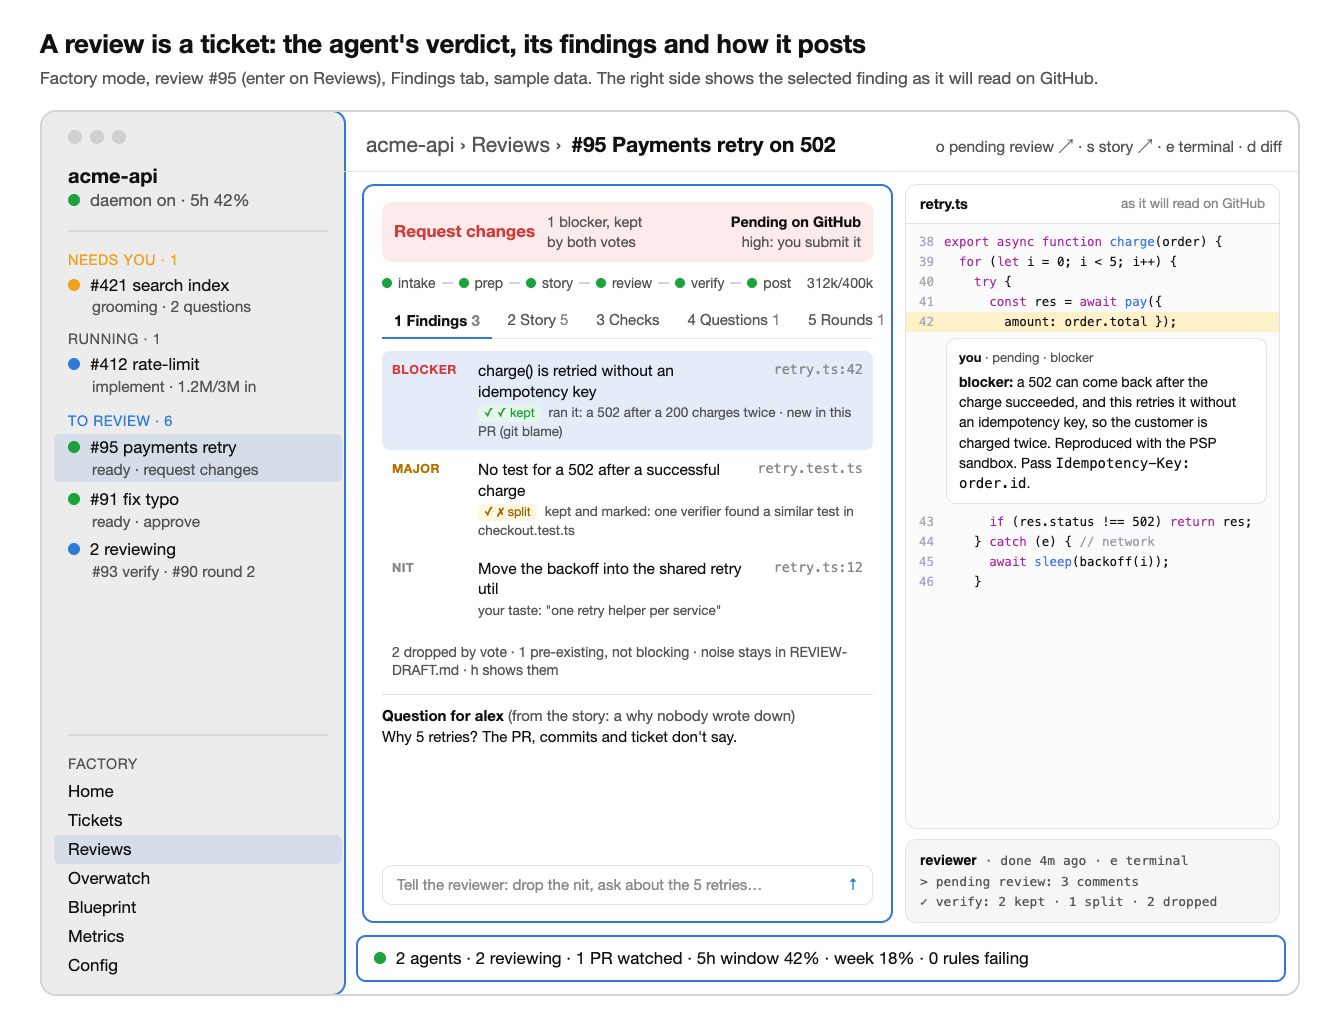 A review is a ticket: the agent's verdict, its findings and how it posts
Factory mode, review #95 (enter on Reviews), Findings tab, sample data. The right side shows the selected finding as it will read on GitHub.
acme-api
daemon on · 5h 42%
NEEDS YOU · 1
#421 search index
grooming · 2 questions
RUNNING · 1
#412 rate-limit
implement · 1.2M/3M in
TO REVIEW · 6
#95 payments retry
ready · request changes
#91 fix typo
ready · approve
2 reviewing
#93 verify · #90 round 2
FACTORY
Home
Tickets
Reviews
Overwatch
Blueprint
Metrics
Config
acme-api › Reviews › #95 Payments retry on 502
o pending review ↗ · s story ↗ · e terminal · d diff
Request changes
1 blocker, kept
by both votes
Pending on GitHub
high: you submit it
intake — prep — story — review — verify — post 312k/400k
1 Findings 3 2 Story 5 3 Checks 4 Questions 1 5 Rounds 1
BLOCKER charge() is retried without an retry.ts:42
idempotency key
✓ ✓ kept ran it: a 502 after a 200 charges twice · new in this
PR (git blame)
MAJOR No test for a 502 after a successful retry.test.ts
charge
✓ ✗ split kept and marked: one verifier found a similar test in
checkout.test.ts
NIT Move the backoff into the shared retry retry.ts:12
util
your taste: "one retry helper per service"
2 dropped by vote · 1 pre-existing, not blocking · noise stays in REVIEW-
DRAFT.md · h shows them
Question for alex (from the story: a why nobody wrote down)
Why 5 retries? The PR, commits and ticket don't say.
Tell the reviewer: drop the nit, ask about the 5 retries… ↑
retry.ts as it will read on GitHub
38 export async function charge(order) {
39 for (let i = 0; i < 5; i++) {
40 try {
41 const res = await pay({
42 amount: order.total });
you · pending · blocker
blocker: a 502 can come back after the
charge succeeded, and this retries it without
an idempotency key, so the customer is
charged twice. Reproduced with the PSP
sandbox. Pass Idempotency-Key:
order.id.
43 if (res.status !== 502) return res;
44 } catch (e) { // network
45 await sleep(backoff(i));
46 }
reviewer · done 4m ago · e terminal
> pending review: 3 comments
✓ verify: 2 kept · 1 split · 2 dropped
2 agents · 2 reviewing · 1 PR watched · 5h window 42% · week 18% · 0 rules failing